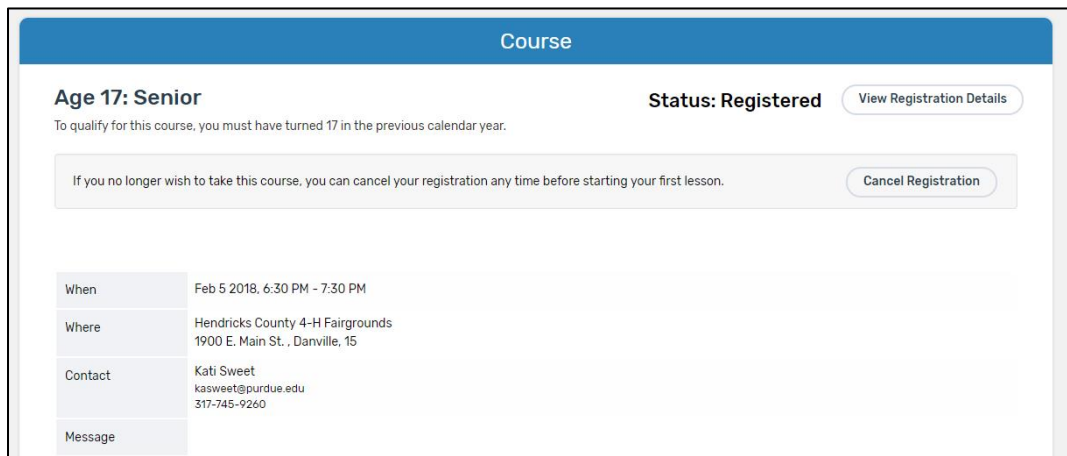 Course
Age 17: Senior
Status: Registered
View Registration Details
To qualify for this course, you must have turned 17 in the previous calendar year.
If you no longer wish to take this course, you can cancel your registration any time before starting your first lesson.
Cancel Registration
When
Feb 5 2018, 6:30 PM - 7:30 PM
Where
Hendricks County 4-H Fairgrounds
1900 E. Main St. , Danville, 15
Contact
Kati Sweet
kasweet@purdue.edu
317-745-9260
Message